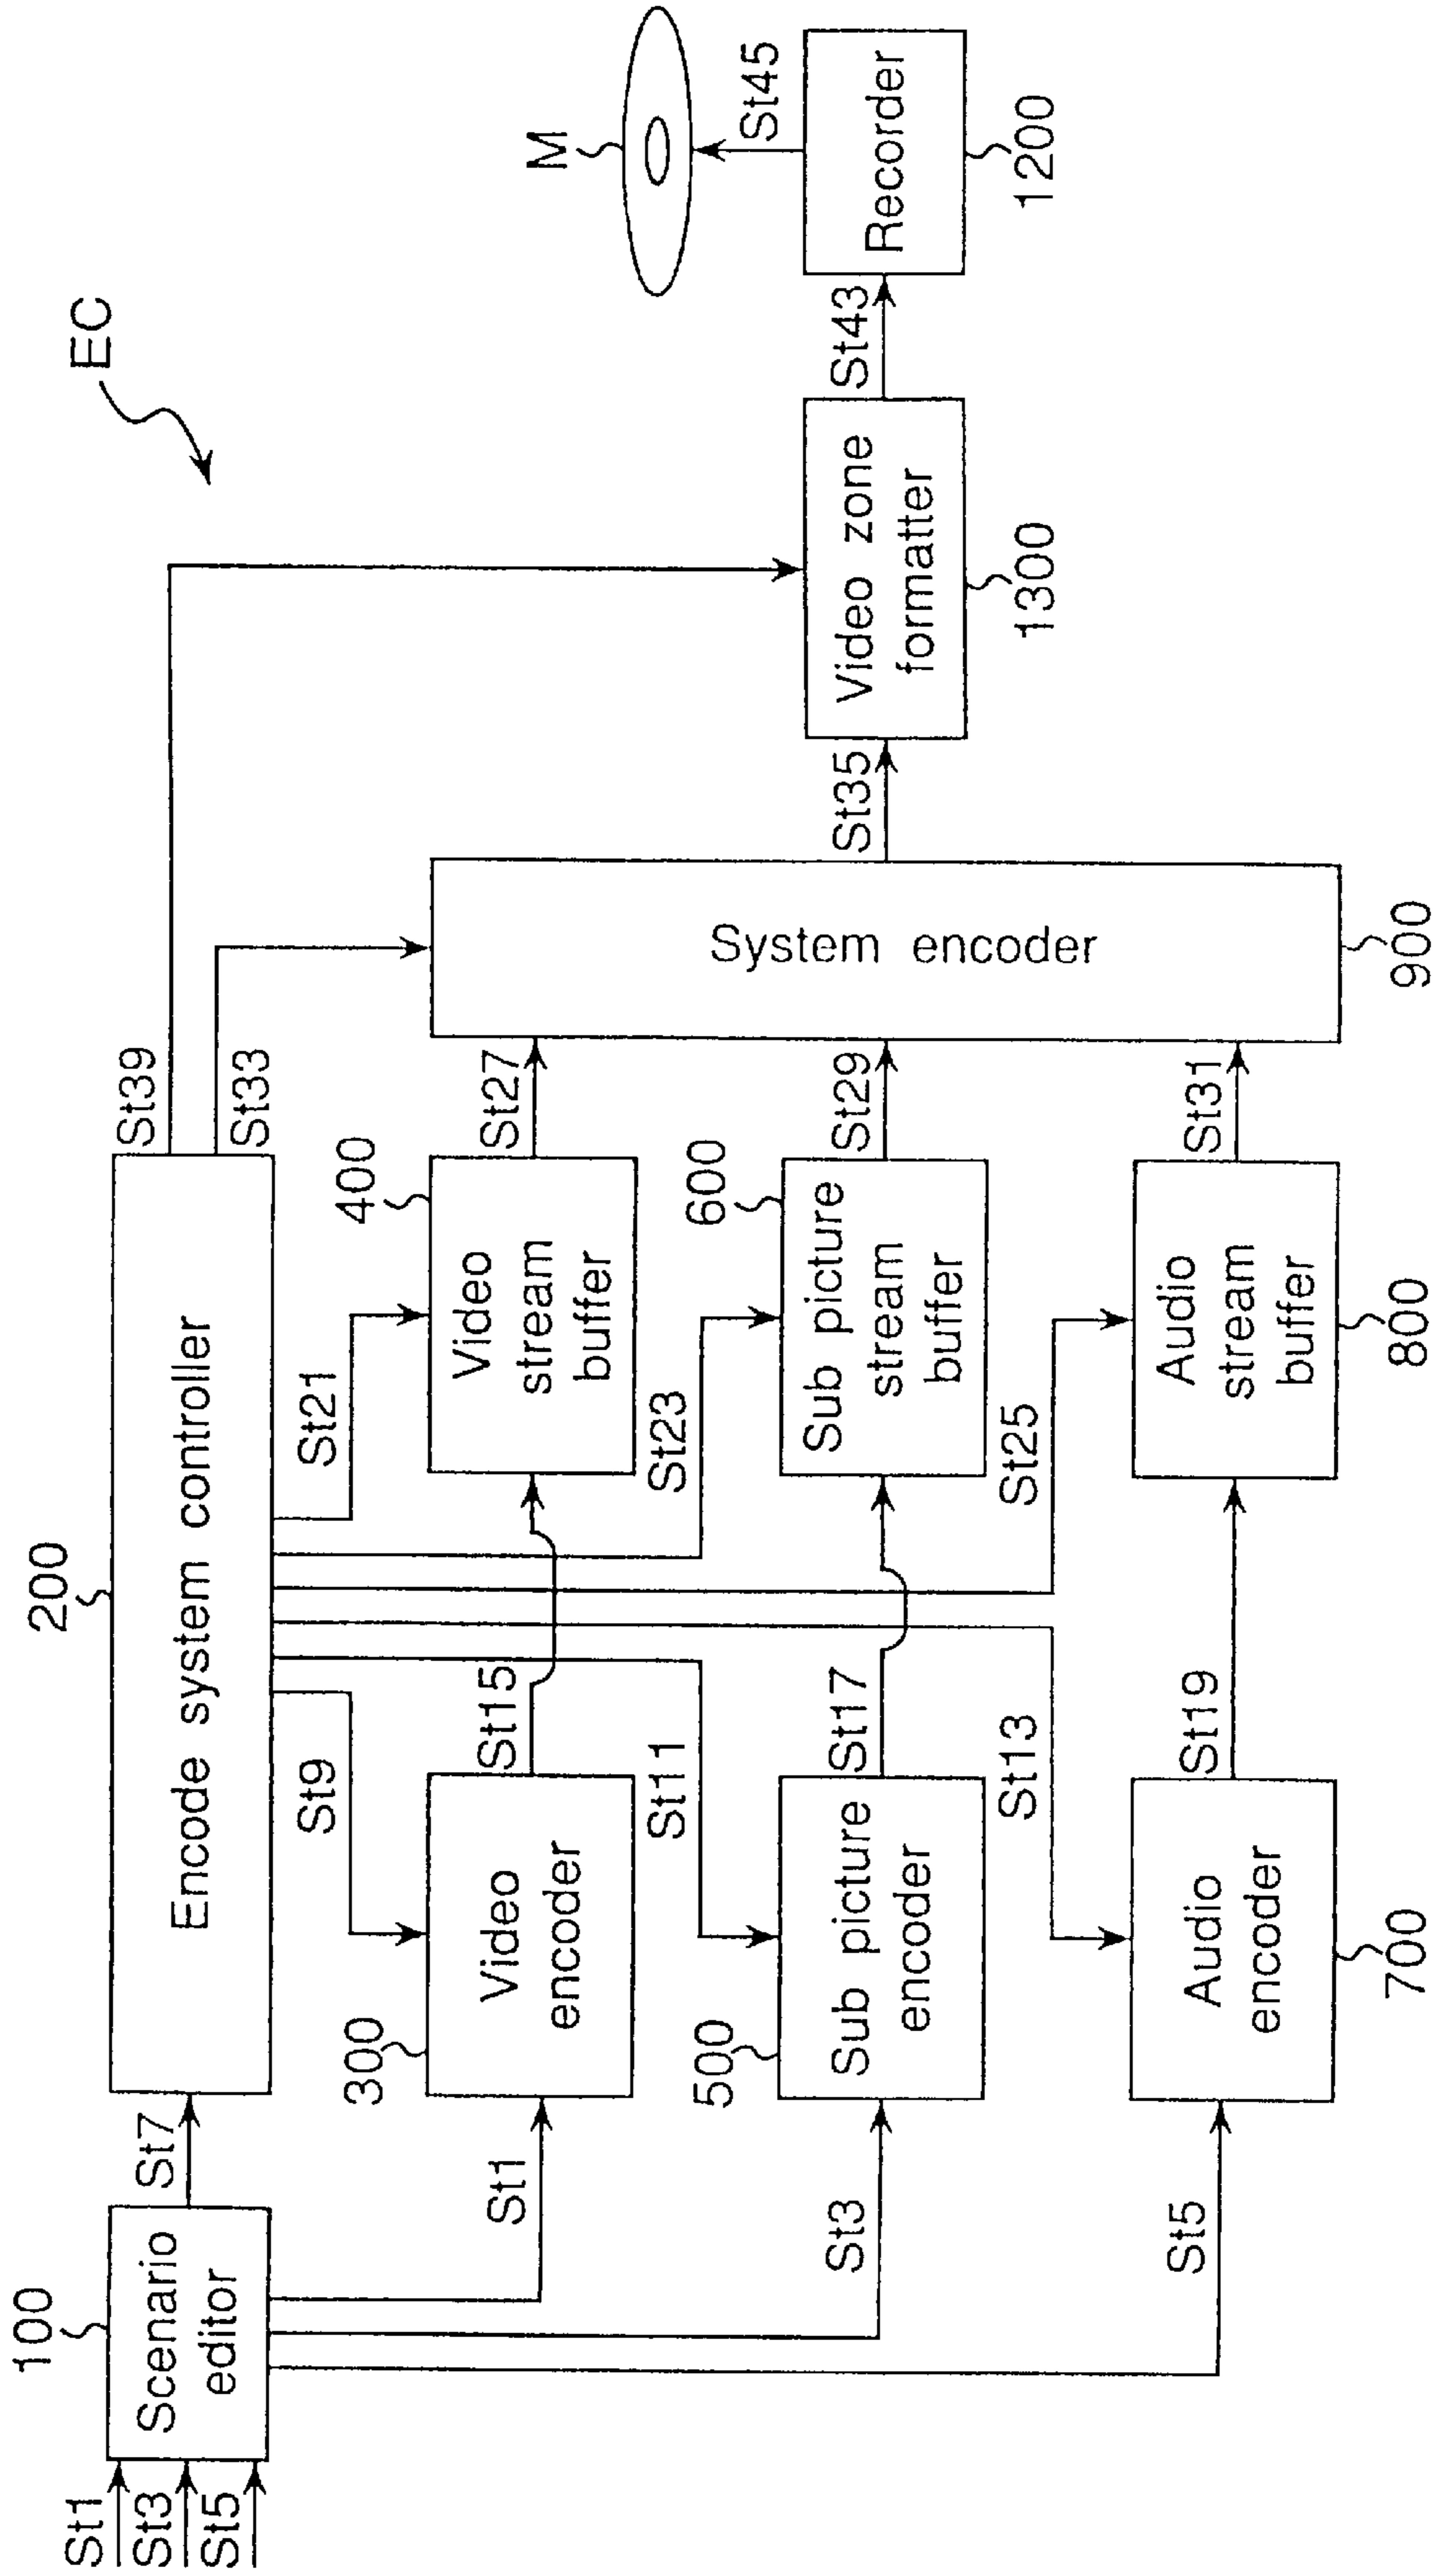 EC
St1
St3
St5
100
Scenario
editor
St7
200
Encode system controller
St39
St33
St1
St3
St5
St9
St11
St13
St21
St23
St25
300
Video
encoder
St15
400
Video
stream
buffer
St27
500
Sub picture
encoder
St17
600
Sub picture
stream
buffer
St29
700
Audio
encoder
St19
800
Audio
stream
buffer
St31
System encoder
900
St35
Video zone
formatter
1300
St43
Recorder
1200
St45
M